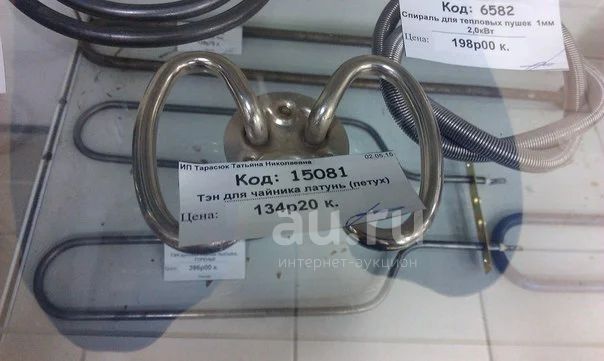 Код: 6582
Спираль для тепловых пушек 1мм
2,0кВт
Цена: 198р00 к.
ИП Тарасюк Татьяна Николаевна
02.05.15
Код: 15081
Тэн для чайника латунь (петух)
Цена: 134р20 к.
au.ru
интернет-аукцион
396р00 к.